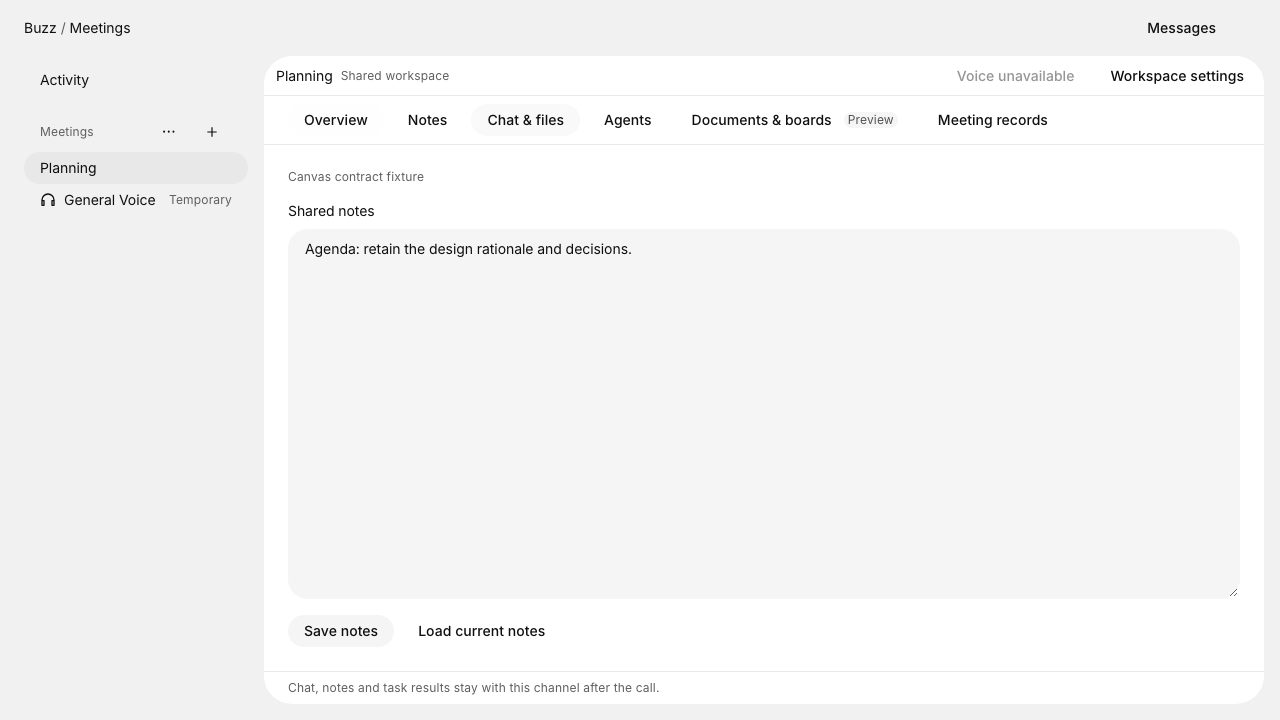 Buzz / Meetings
Messages
Activity
Meetings
Planning
General Voice Temporary
Planning Shared workspace
Voice unavailable
Workspace settings
Overview
Notes
Chat & files
Agents
Documents & boards Preview
Meeting records
Canvas contract fixture
Shared notes
Agenda: retain the design rationale and decisions.
Save notes
Load current notes
Chat, notes and task results stay with this channel after the call.